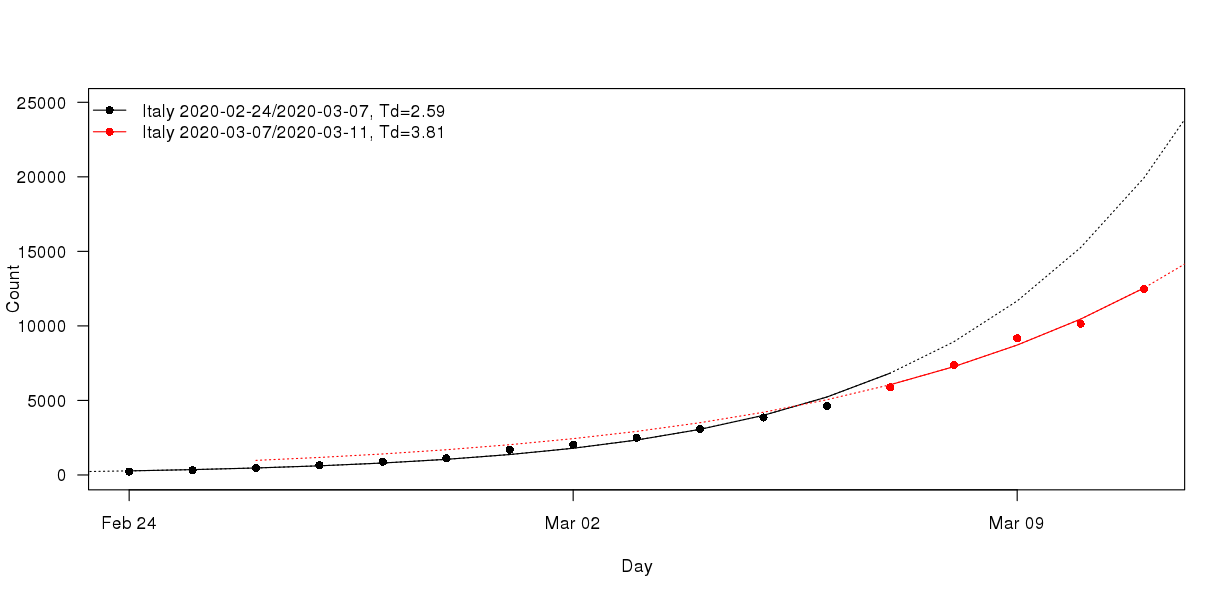 Italy 2020-02-24/2020-03-07, Td=2.59
Italy 2020-03-07/2020-03-11, Td=3.81
25000
20000
15000
10000
5000
0
Count
Feb 24
Mar 02
Mar 09
Day